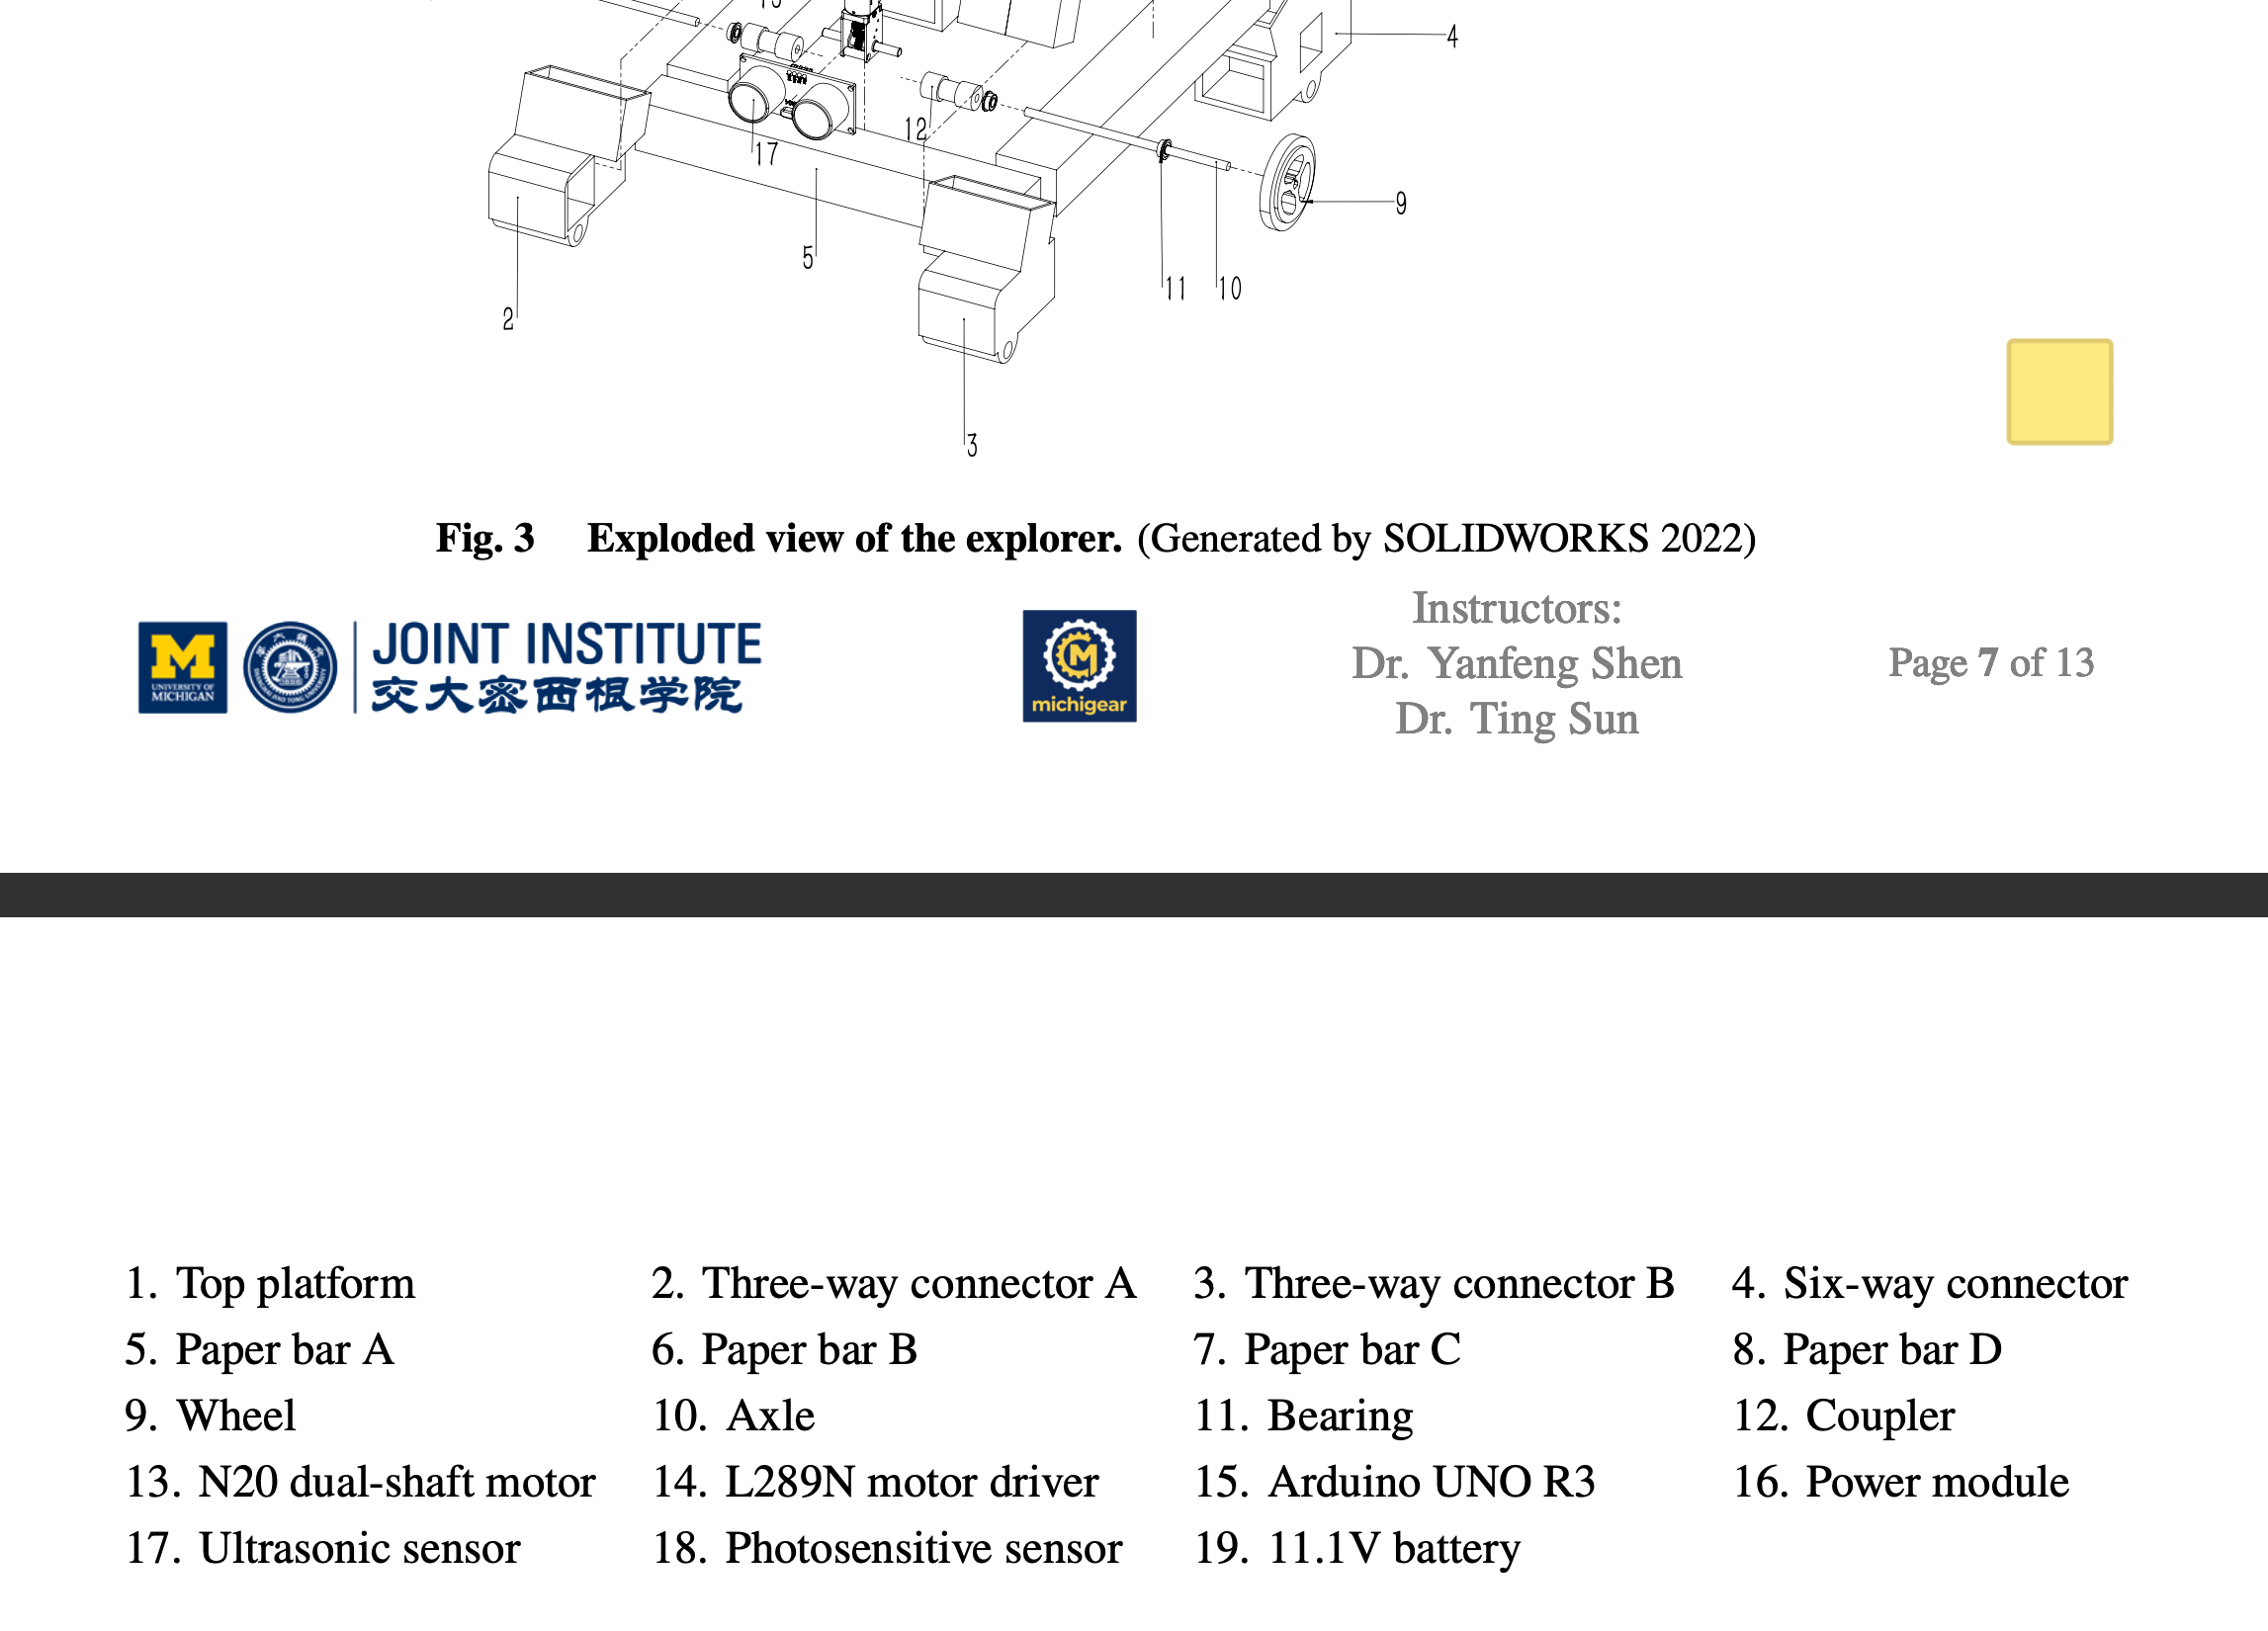 4
12
17
9
5
11
10
2
3
Fig. 3 Exploded view of the explorer. (Generated by SOLIDWORKS 2022)
M
UNIVERSITY OF
MICHIGAN
JOINT INSTITUTE
交大密西根学院
M
michigear
Instructors:
Dr. Yanfeng Shen
Dr. Ting Sun
Page 7 of 13
1. Top platform 2. Three-way connector A 3. Three-way connector B 4. Six-way connector
5. Paper bar A 6. Paper bar B 7. Paper bar C 8. Paper bar D
9. Wheel 10. Axle 11. Bearing 12. Coupler
13. N20 dual-shaft motor 14. L289N motor driver 15. Arduino UNO R3 16. Power module
17. Ultrasonic sensor 18. Photosensitive sensor 19. 11.1V battery